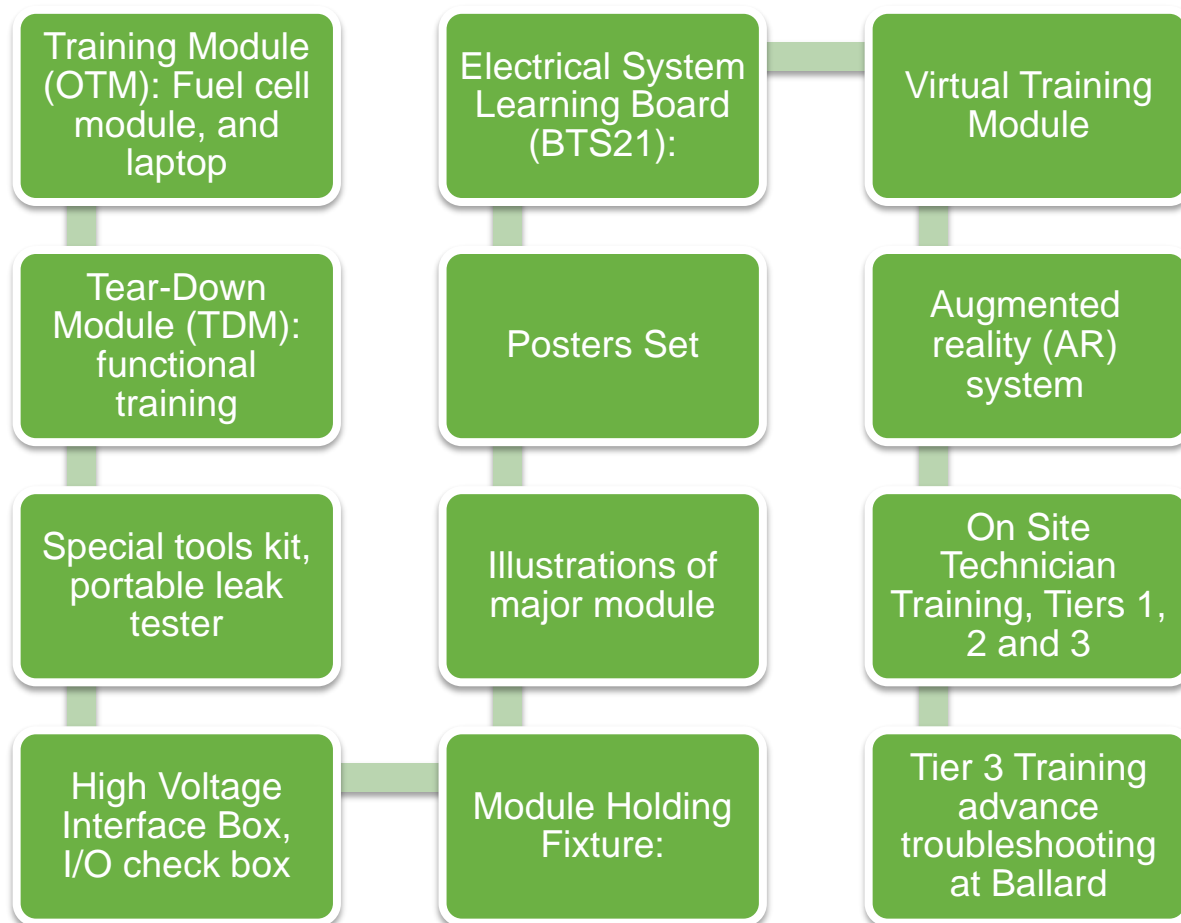 Training Module
(OTM): Fuel cell
module, and
laptop
Tear-Down
Module (TDM):
functional
training
Special tools kit,
portable leak
tester
High Voltage
Interface Box,
I/O check box
Module Holding
Fixture:
Illustrations of
major module
Posters Set
Electrical System
Learning Board
(BTS21):
Virtual Training
Module
Augmented
reality (AR)
system
On Site
Technician
Training, Tiers 1,
2 and 3
Tier 3 Training
advance
troubleshooting
at Ballard